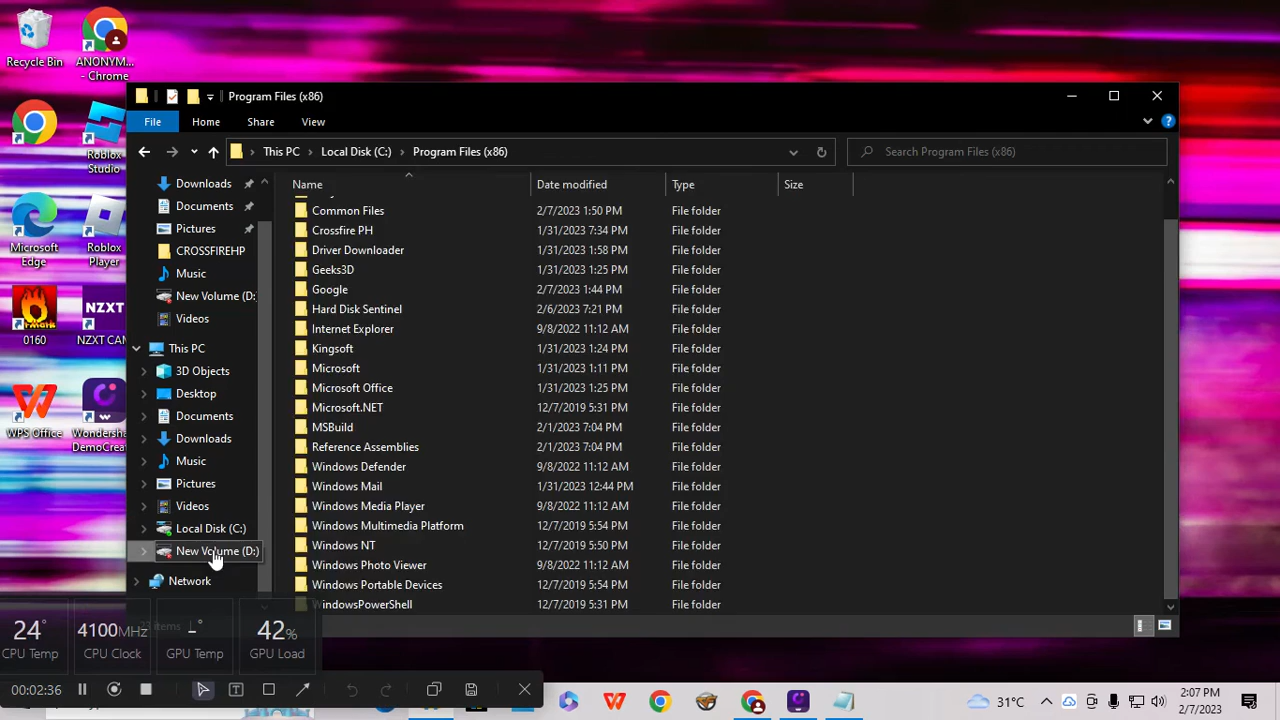 Recycle Bin
ANONYM...
- Chrome
Roblox
Studio
Microsoft
Edge
Roblox
Player
0160
NZXT
NZXT CAM
WPS Office
Wondersha
DemoCreat
Program Files (x86)
File
Home
Share
View
This PC > Local Disk (C:) > Program Files (x86)
Search Program Files (x86)
Downloads
Documents
Pictures
CROSSFIREHP
Music
New Volume (D:
Videos
This PC
3D Objects
Desktop
Documents
Downloads
Music
Pictures
Videos
Local Disk (C:)
New Volume (D:)
Network
Name Date modified Type Size
Common Files 2/7/2023 1:50 PM File folder
Crossfire PH 1/31/2023 7:34 PM File folder
Driver Downloader 1/31/2023 1:58 PM File folder
Geeks3D 1/31/2023 1:25 PM File folder
Google 2/7/2023 1:44 PM File folder
Hard Disk Sentinel 2/6/2023 7:21 PM File folder
Internet Explorer 9/8/2022 11:12 AM File folder
Kingsoft 1/31/2023 1:24 PM File folder
Microsoft 1/31/2023 1:11 PM File folder
Microsoft Office 1/31/2023 1:25 PM File folder
Microsoft.NET 12/7/2019 5:31 PM File folder
MSBuild 2/1/2023 7:04 PM File folder
Reference Assemblies 2/1/2023 7:04 PM File folder
Windows Defender 9/8/2022 11:12 AM File folder
Windows Mail 1/31/2023 12:44 PM File folder
Windows Media Player 9/8/2022 11:12 AM File folder
Windows Multimedia Platform 12/7/2019 5:54 PM File folder
Windows NT 12/7/2019 5:50 PM File folder
Windows Photo Viewer 9/8/2022 11:12 AM File folder
Windows Portable Devices 12/7/2019 5:54 PM File folder
WindowsPowerShell 12/7/2019 5:31 PM File folder
23 items
24°
CPU Temp
4100MHz
CPU Clock
-°
GPU Temp
42%
GPU Load
00:02:36
31°C
2:07 PM
2/7/2023